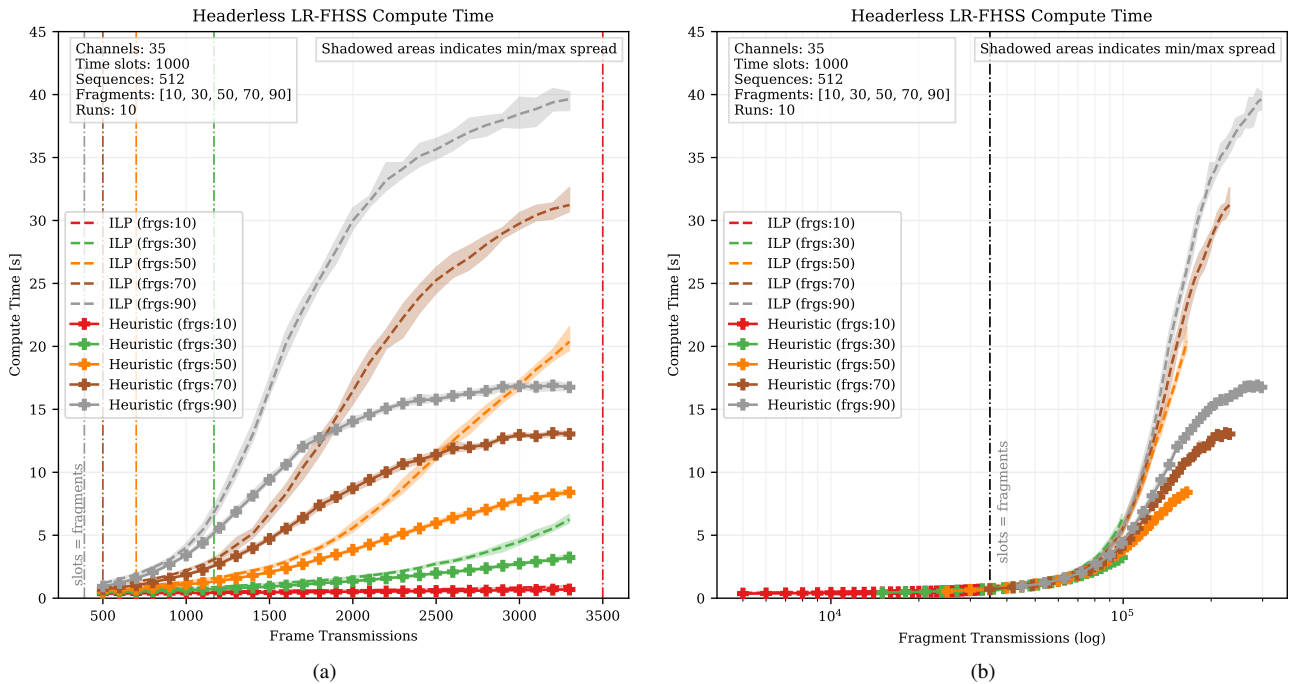 Headerless LR-FHSS Compute Time
45
40
35
30
25
20
15
10
5
0
Compute Time [s]
Channels: 35
Time slots: 1000
Sequences: 512
Fragments: [10, 30, 50, 70, 90]
Runs: 10
Shadowed areas indicates min/max spread
ILP (frgs:10)
ILP (frgs:30)
ILP (frgs:50)
ILP (frgs:70)
ILP (frgs:90)
Heuristic (frgs:10)
Heuristic (frgs:30)
Heuristic (frgs:50)
Heuristic (frgs:70)
Heuristic (frgs:90)
slots = fragments
500 1000 1500 2000 2500 3000 3500
Frame Transmissions
(a)
Headerless LR-FHSS Compute Time
45
40
35
30
25
20
15
10
5
0
Compute Time [s]
Channels: 35
Time slots: 1000
Sequences: 512
Fragments: [10, 30, 50, 70, 90]
Runs: 10
Shadowed areas indicates min/max spread
ILP (frgs:10)
ILP (frgs:30)
ILP (frgs:50)
ILP (frgs:70)
ILP (frgs:90)
Heuristic (frgs:10)
Heuristic (frgs:30)
Heuristic (frgs:50)
Heuristic (frgs:70)
Heuristic (frgs:90)
slots = fragments
10⁴ 10⁵
Fragment Transmissions (log)
(b)